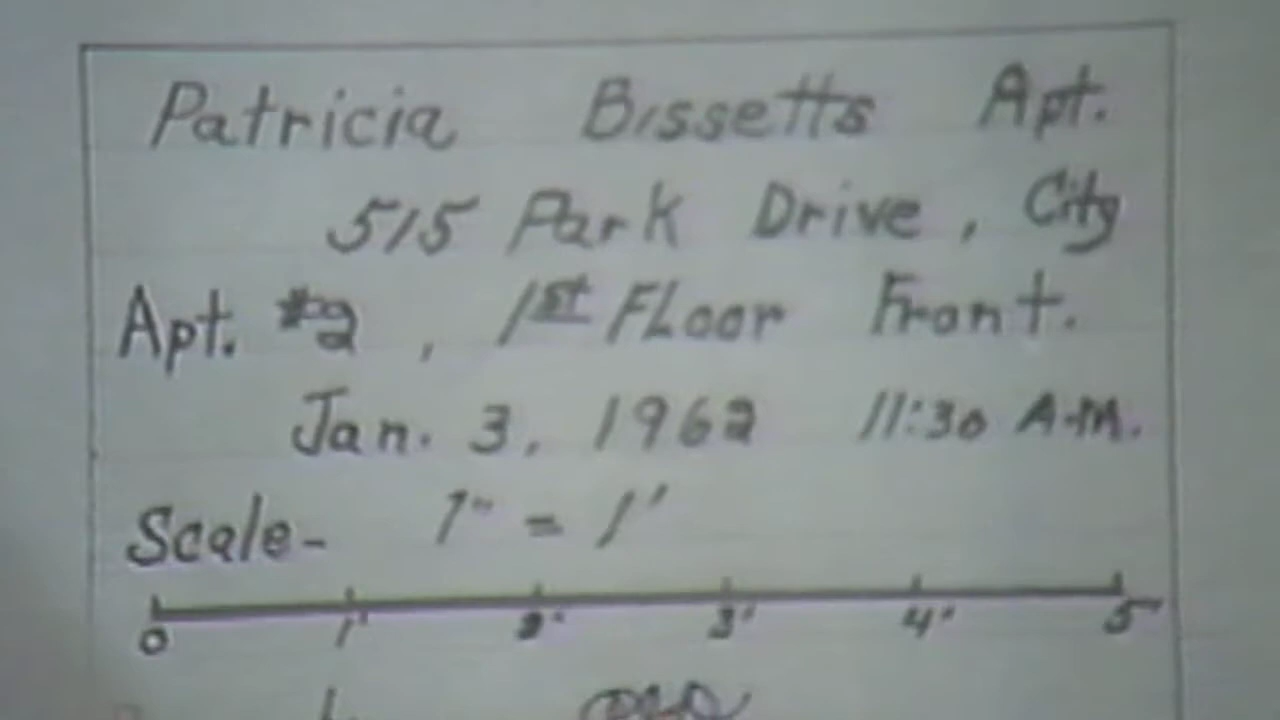 Patricia Bissetts Apt.
515 Park Drive, City
Apt. #2, 1st Floor Front.
Jan. 3, 1962 11:30 A.M.
Scale- 1" = 1'
0 1' 2' 3' 4' 5'